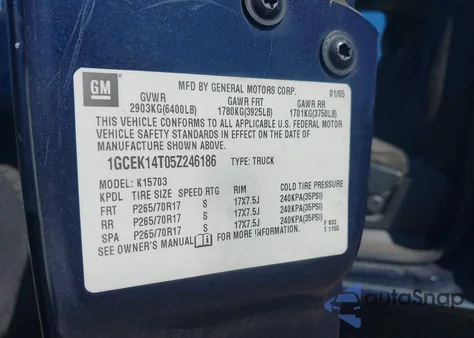 GM
MFD BY GENERAL MOTORS CORP. 01/05
GVWR GAWR FRT GAWR RR
2903KG(6400LB) 1780KG(3925LB) 1701KG(3750LB)
THIS VEHICLE CONFORMS TO ALL APPLICABLE U.S. FEDERAL MOTOR
VEHICLE SAFETY STANDARDS IN EFFECT ON THE DATE OF
MANUFACTURE SHOWN ABOVE.
1GCEK14T05Z246186 TYPE: TRUCK
MODEL: K15703
KPDL TIRE SIZE SPEED RTG RIM COLD TIRE PRESSURE
FRT P265/70R17 S 17X7.5J 240KPA(35PSI)
RR P265/70R17 S 17X7.5J 240KPA(35PSI)
SPA P265/70R17 S 17X7.5J 240KPA(35PSI)
SEE OWNER'S MANUAL FOR MORE INFORMATION. T 1155
autoSnap